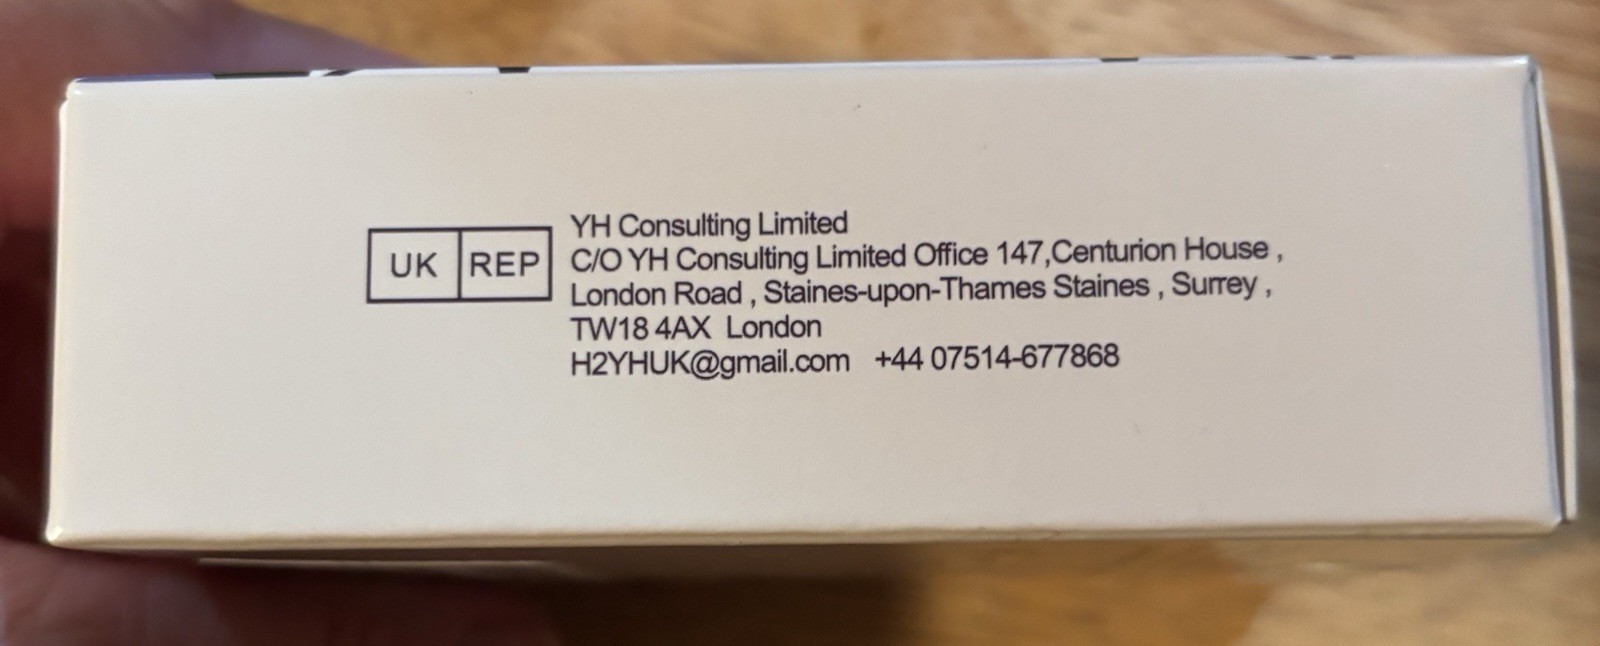 UK REP
YH Consulting Limited
C/O YH Consulting Limited Office 147,Centurion House ,
London Road , Staines-upon-Thames Staines , Surrey ,
TW18 4AX  London
H2YHUK@gmail.com   +44 07514-677868